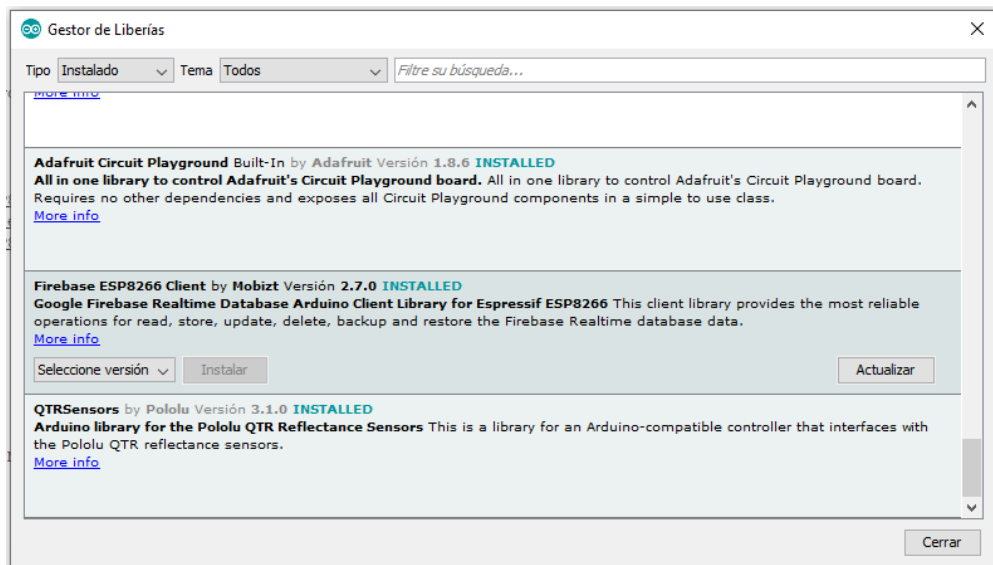 Gestor de Liberías
Tipo Instalado Tema Todos Filtre su búsqueda...
More info
Adafruit Circuit Playground Built-In by Adafruit Versión 1.8.6 INSTALLED
All in one library to control Adafruit's Circuit Playground board. All in one library to control Adafruit's Circuit Playground board.
Requires no other dependencies and exposes all Circuit Playground components in a simple to use class.
More info
Firebase ESP8266 Client by Mobizt Versión 2.7.0 INSTALLED
Google Firebase Realtime Database Arduino Client Library for Espressif ESP8266 This client library provides the most reliable
operations for read, store, update, delete, backup and restore the Firebase Realtime database data.
More info
Seleccione versión Instalar Actualizar
QTRSensors by Pololu Versión 3.1.0 INSTALLED
Arduino library for the Pololu QTR Reflectance Sensors This is a library for an Arduino-compatible controller that interfaces with
the Pololu QTR reflectance sensors.
More info
Cerrar